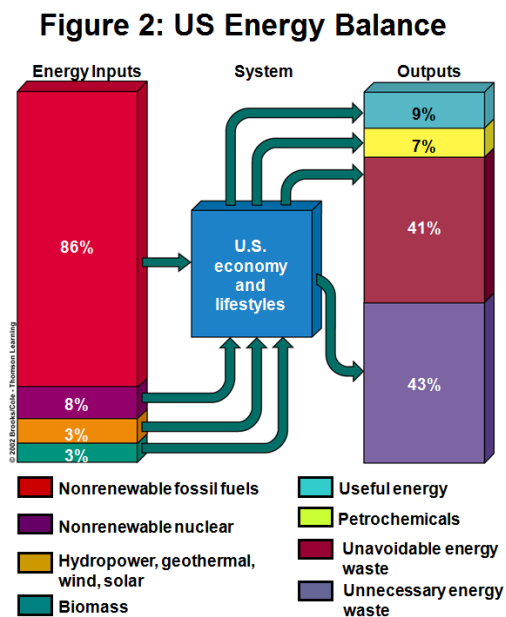 Figure 2: US Energy Balance
Energy Inputs
System
Outputs
86%
8%
3%
3%
U.S.
economy
and
lifestyles
9%
7%
41%
43%
© 2002 Brooks/Cole - Thomson Learning
Nonrenewable fossil fuels
Nonrenewable nuclear
Hydropower, geothermal,
wind, solar
Biomass
Useful energy
Petrochemicals
Unavoidable energy
waste
Unnecessary energy
waste